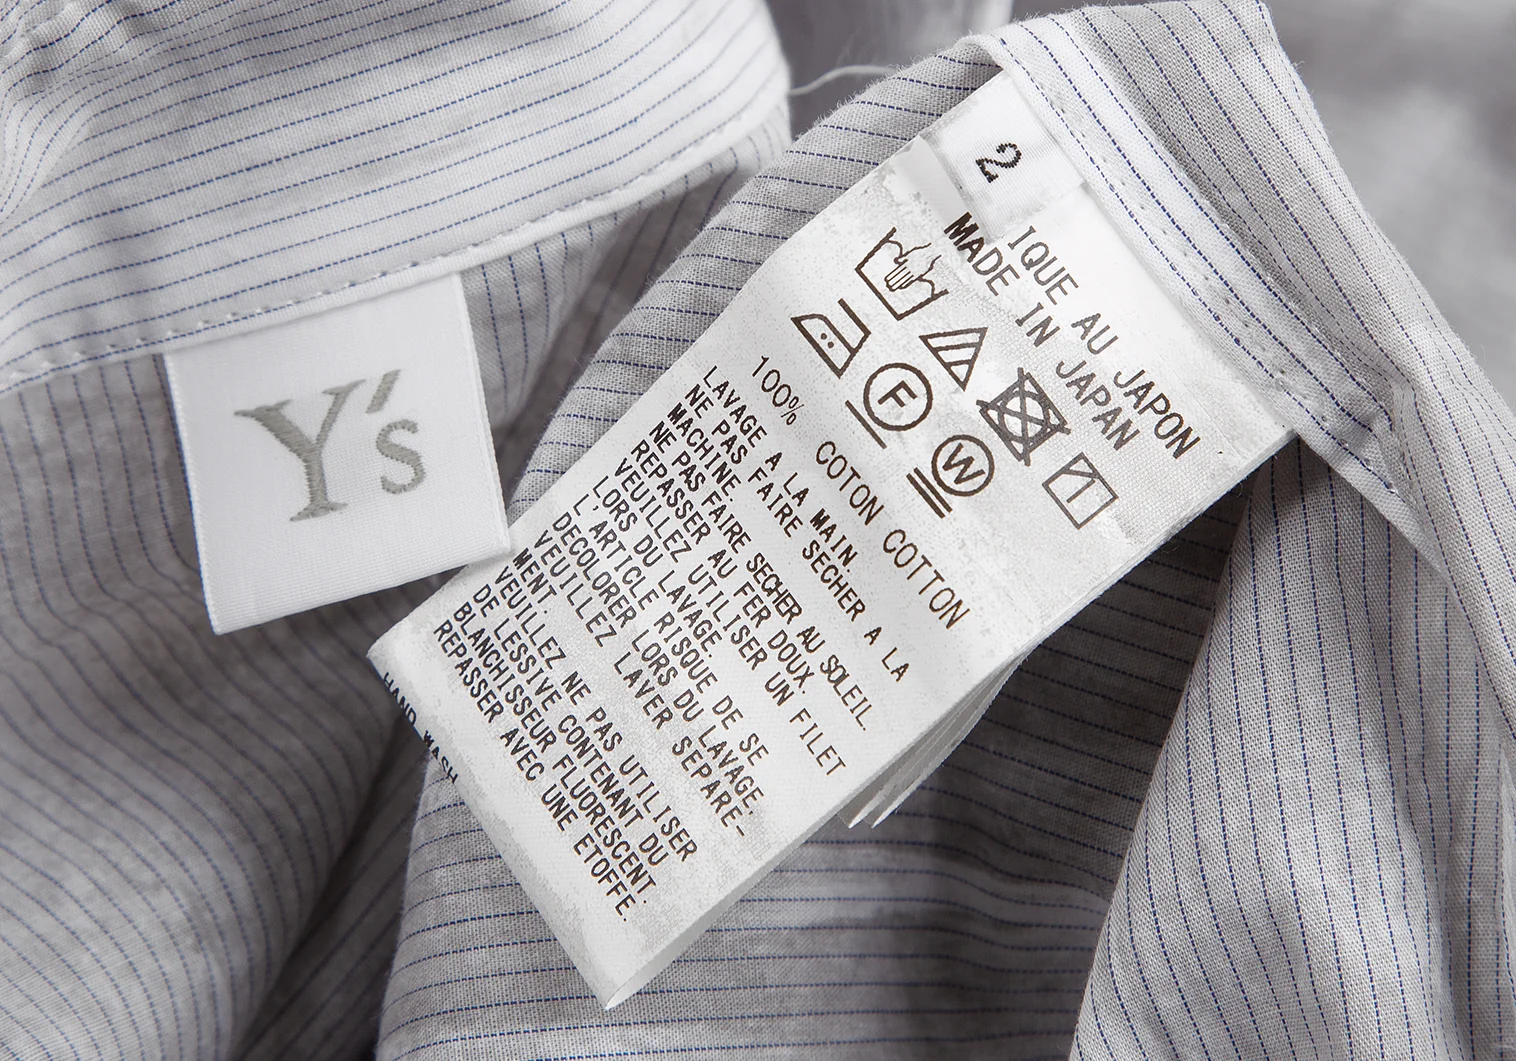 Y's
2
IQUE AU JAPON
MADE IN JAPAN
F
W
100% COTON COTTON
LAVAGE A LA MAIN
NE PAS FAIRE SECHER A LA
MACHINE.
NE PAS FAIRE SECHER AU SOLEIL.
REPASSER AU FER DOUX.
VEUILLEZ UTILISER UN FILET
LORS DU LAVAGE.
L'ARTICLE RISQUE DE SE
DECOLORER LORS DU LAVAGE.
VEUILLEZ LAVER SEPARE-
MENT.
VEUILLEZ NE PAS UTILISER
DE LESSIVE CONTENANT DU
BLANCHISSEUR FLUORESCENT.
REPASSER AVEC UNE ETOFFE.
HAND WASH